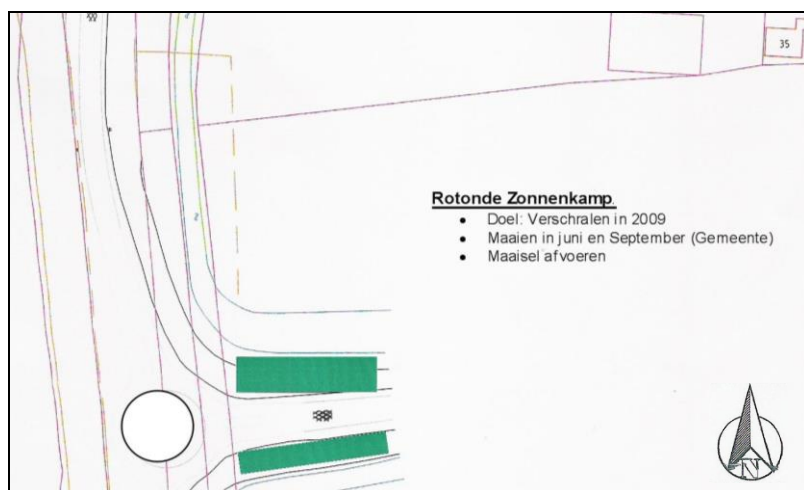 35
Rotonde Zonnenkamp
• Doel: Verschralen in 2009
• Maaien in juni en September (Gemeente)
• Maaisel afvoeren
N